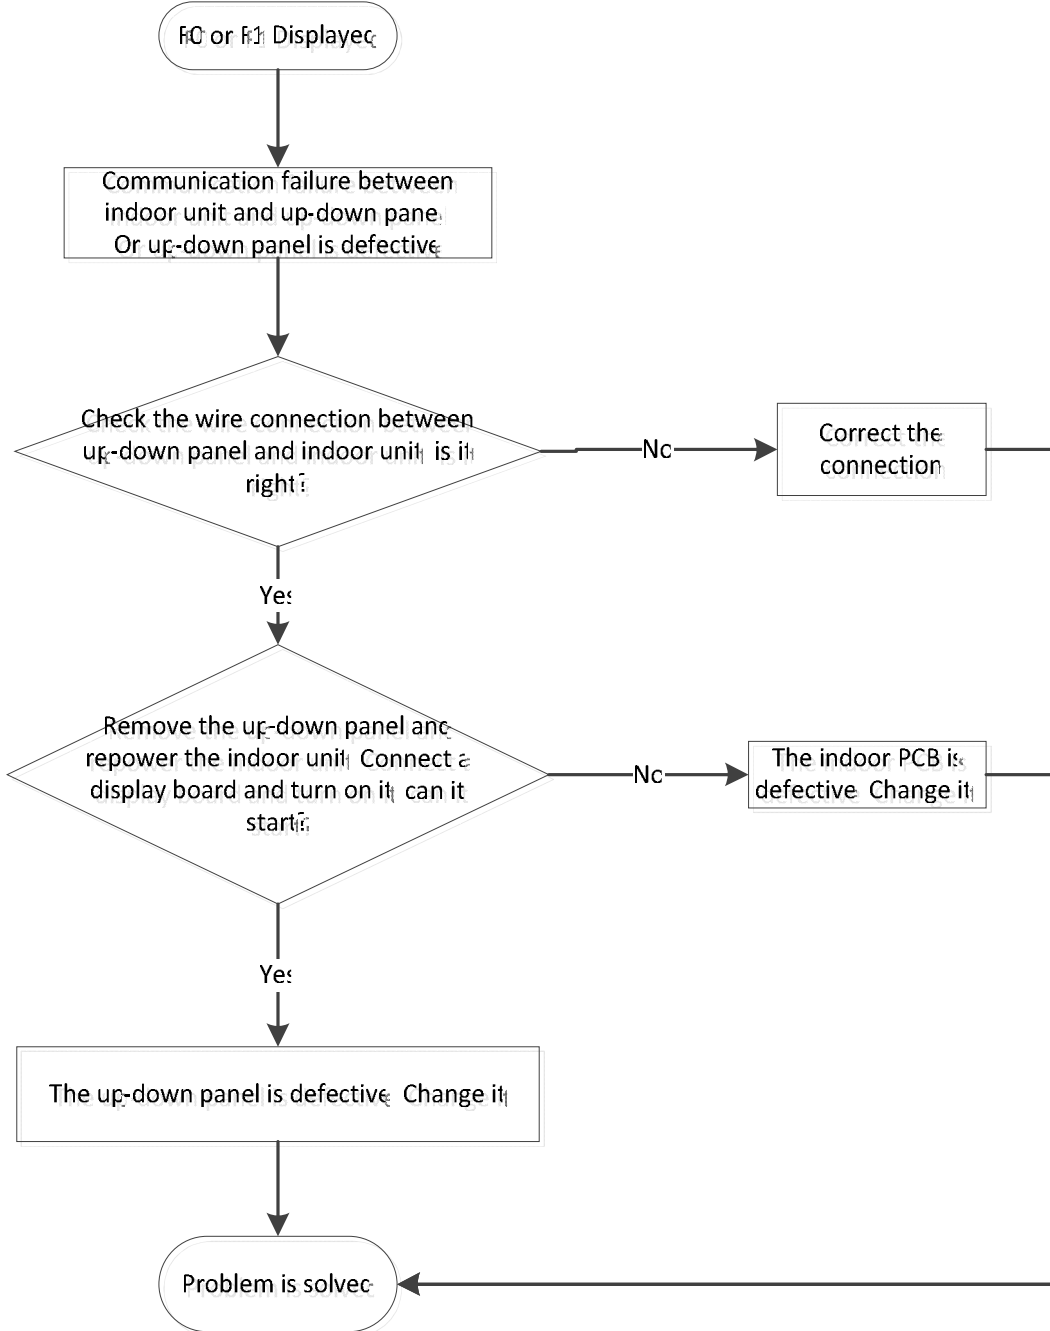 F0 or F1 Displayed
Communication failure between
indoor unit and up-down panel
Or up-down panel is defective
Check the wire connection between
up-down panel and indoor unit is it
right?
No
Correct the
connection
Yes
Remove the up-down panel and
repower the indoor unit Connect a
display board and turn on it can it
start?
No
The indoor PCB is
defective Change it
Yes
The up-down panel is defective Change it
Problem is solved